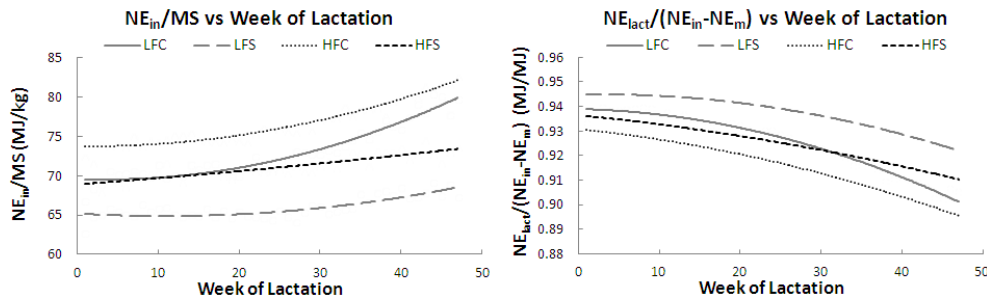 NEin/MS vs Week of Lactation
LFC LFS HFC HFS
NEin/MS (MJ/kg)
85
80
75
70
65
60
0 10 20 30 40 50
Week of Lactation
NElact/(NEin-NEm) vs Week of Lactation
LFC LFS HFC HFS
NElact/(NEin-NEm) (MJ/MJ)
0.96
0.95
0.94
0.93
0.92
0.91
0.90
0.89
0.88
0 10 20 30 40 50
Week of Lactation